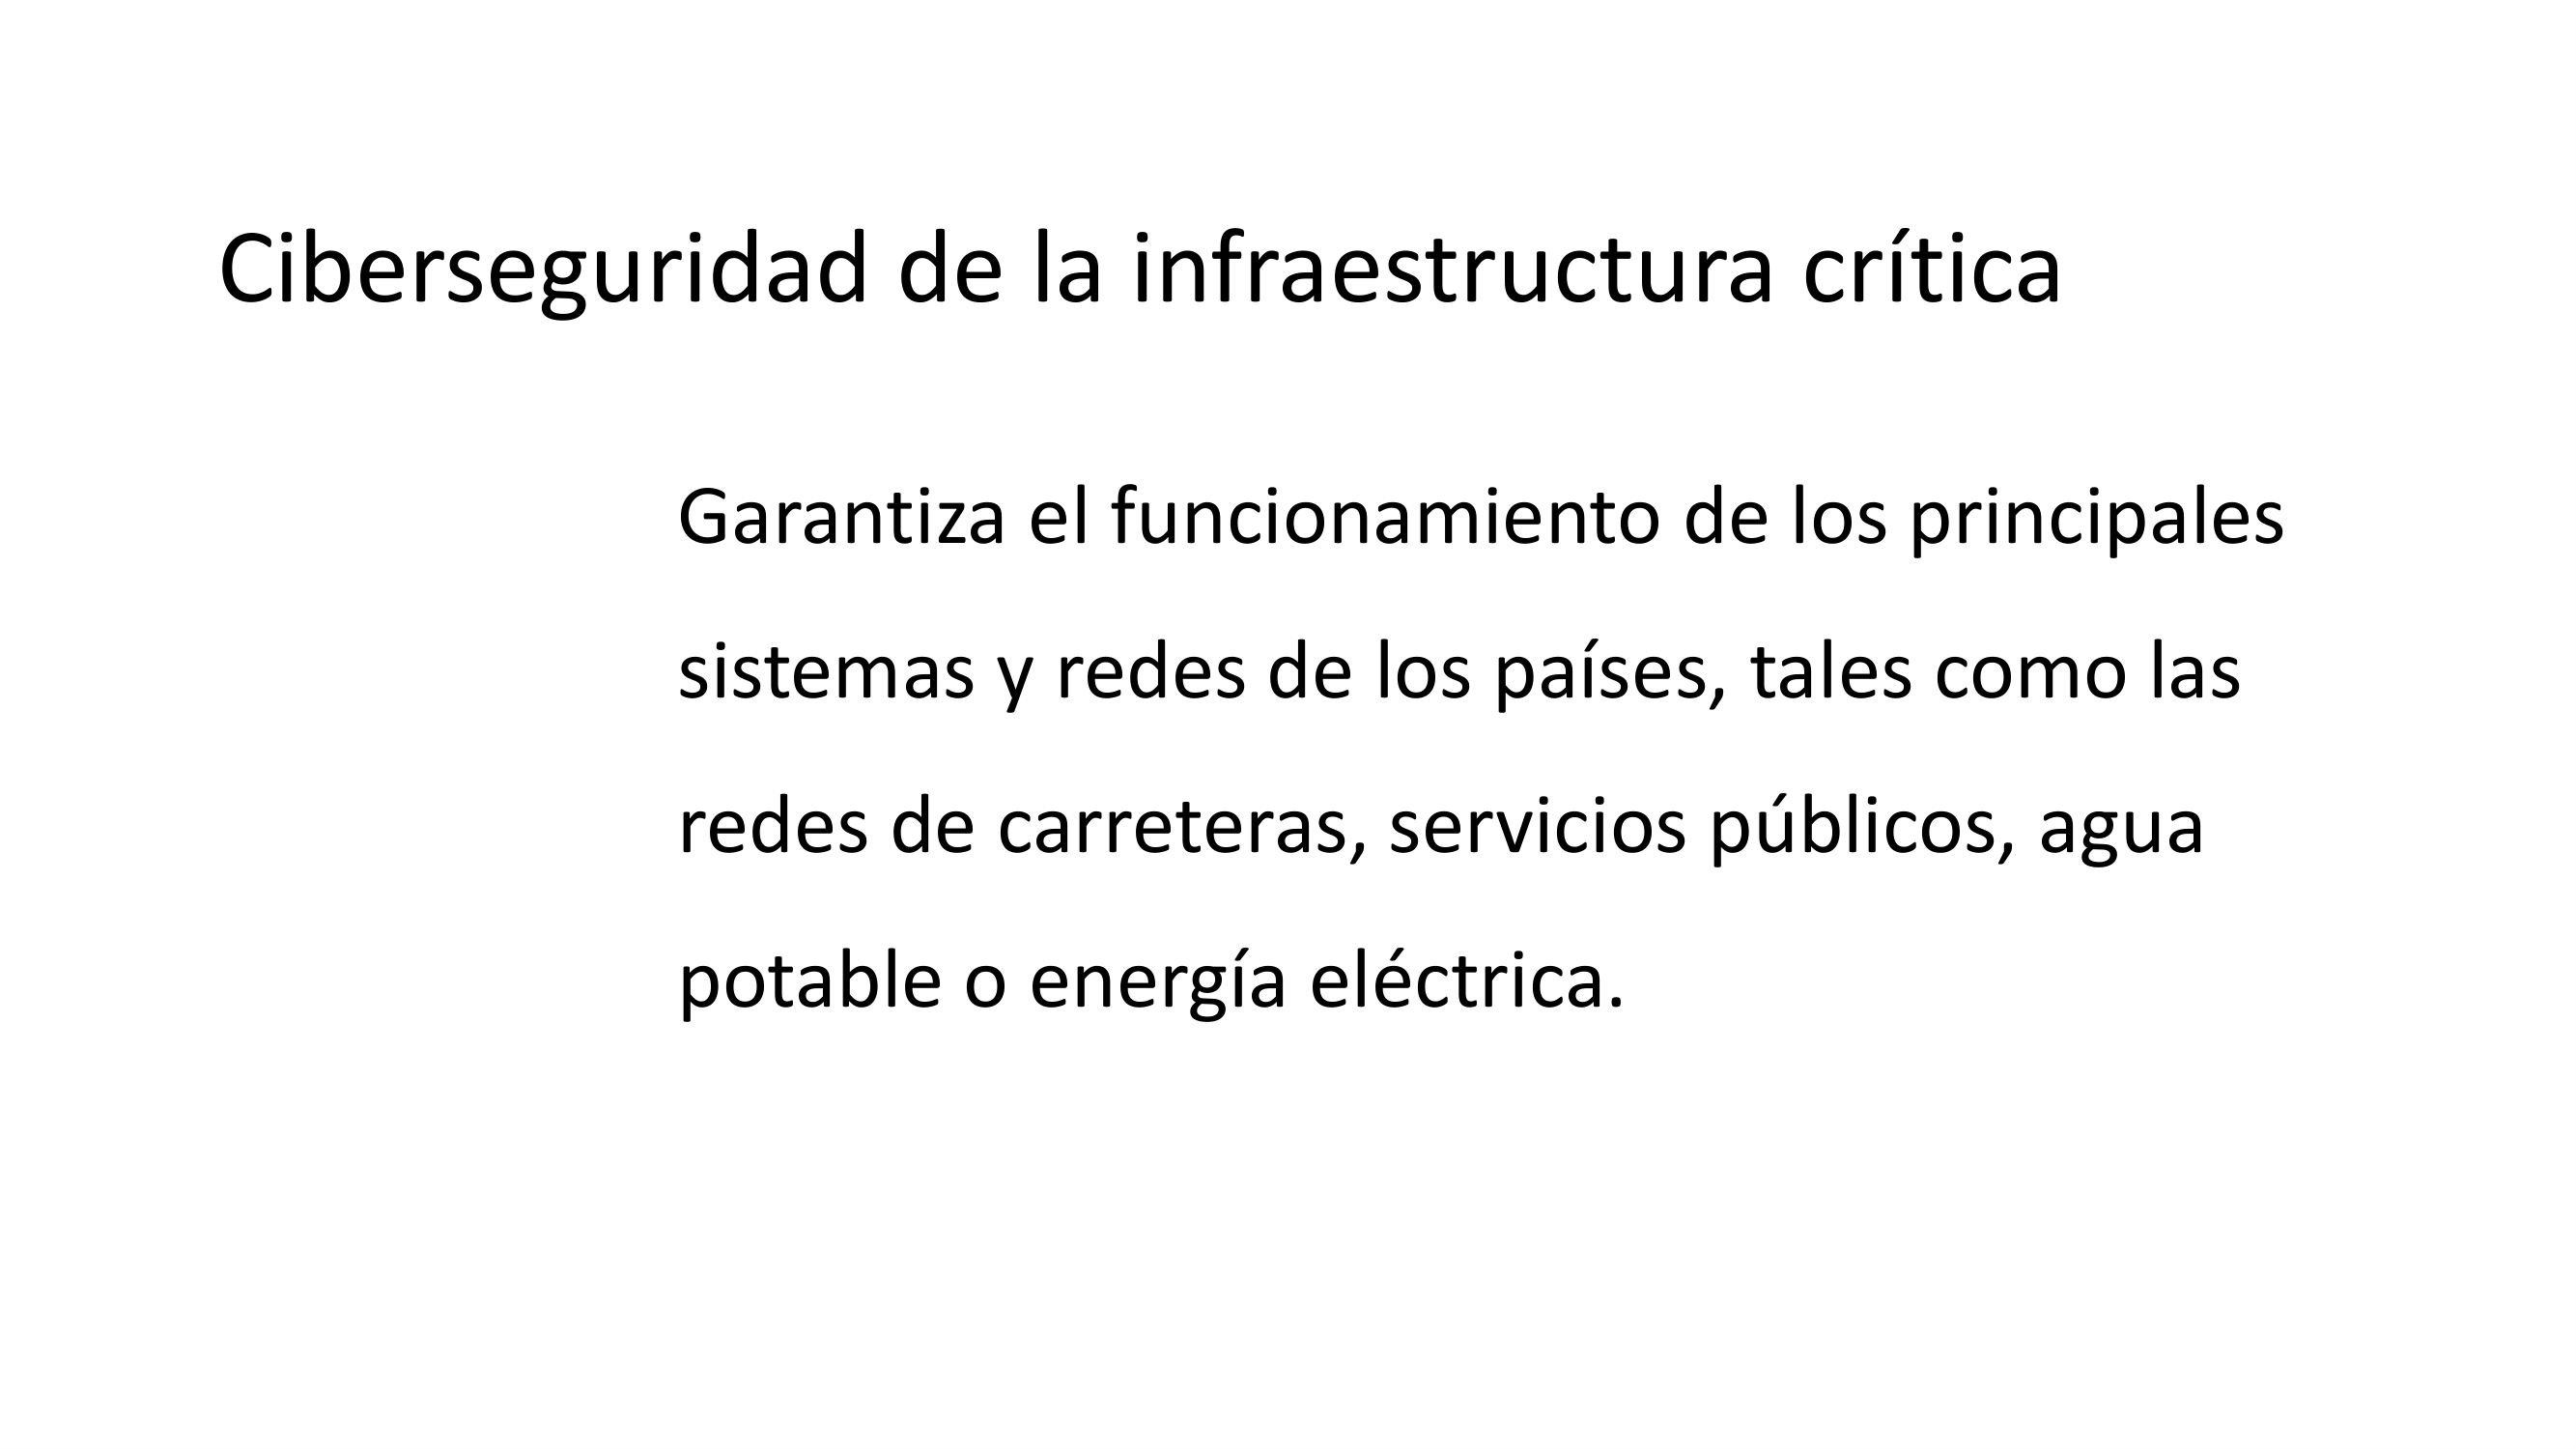 Ciberseguridad de la infraestructura crítica
Garantiza el funcionamiento de los principales
sistemas y redes de los países, tales como las
redes de carreteras, servicios públicos, agua
potable o energía eléctrica.